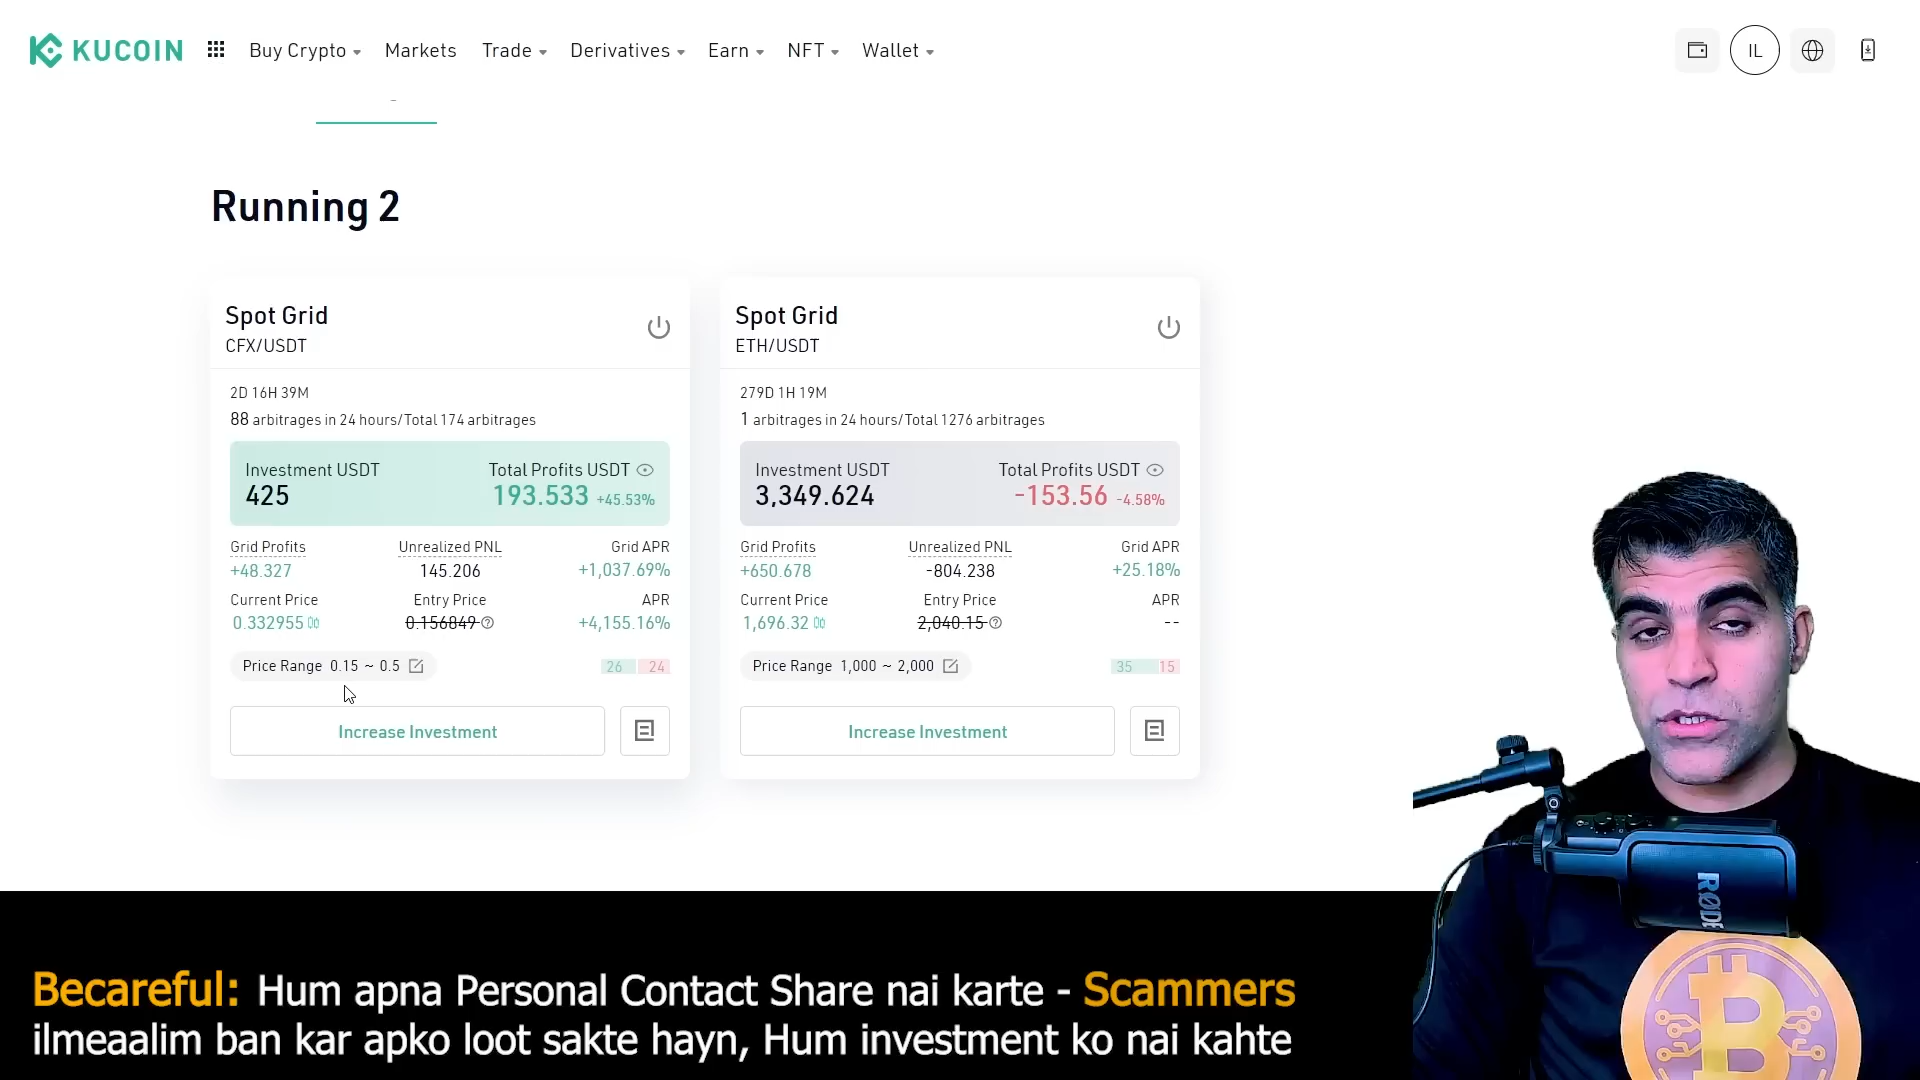 KUCOIN
Buy Crypto
Markets
Trade
Derivatives
Earn
NFT
Wallet
IL
Running 2
Spot Grid
CFX/USDT
2D 16H 39M
88 arbitrages in 24 hours/Total 174 arbitrages
Investment USDT
Total Profits USDT
425
193.533 +45.53%
Grid Profits
Unrealized PNL
Grid APR
+48.327
145.206
+1,037.69%
Current Price
Entry Price
APR
0.332955
0.156849
+4,155.16%
Price Range 0.15 ~ 0.5
26
24
Increase Investment
Spot Grid
ETH/USDT
279D 1H 19M
1 arbitrages in 24 hours/Total 1276 arbitrages
Investment USDT
Total Profits USDT
3,349.624
-153.56 -4.58%
Grid Profits
Unrealized PNL
Grid APR
+650.678
-804.238
+25.18%
Current Price
Entry Price
APR
1,696.32
2,040.15
--
Price Range 1,000 ~ 2,000
35
15
Increase Investment
RØDE
Becareful: Hum apna Personal Contact Share nai karte - Scammers
ilmeaalim ban kar apko loot sakte hayn, Hum investment ko nai kahte